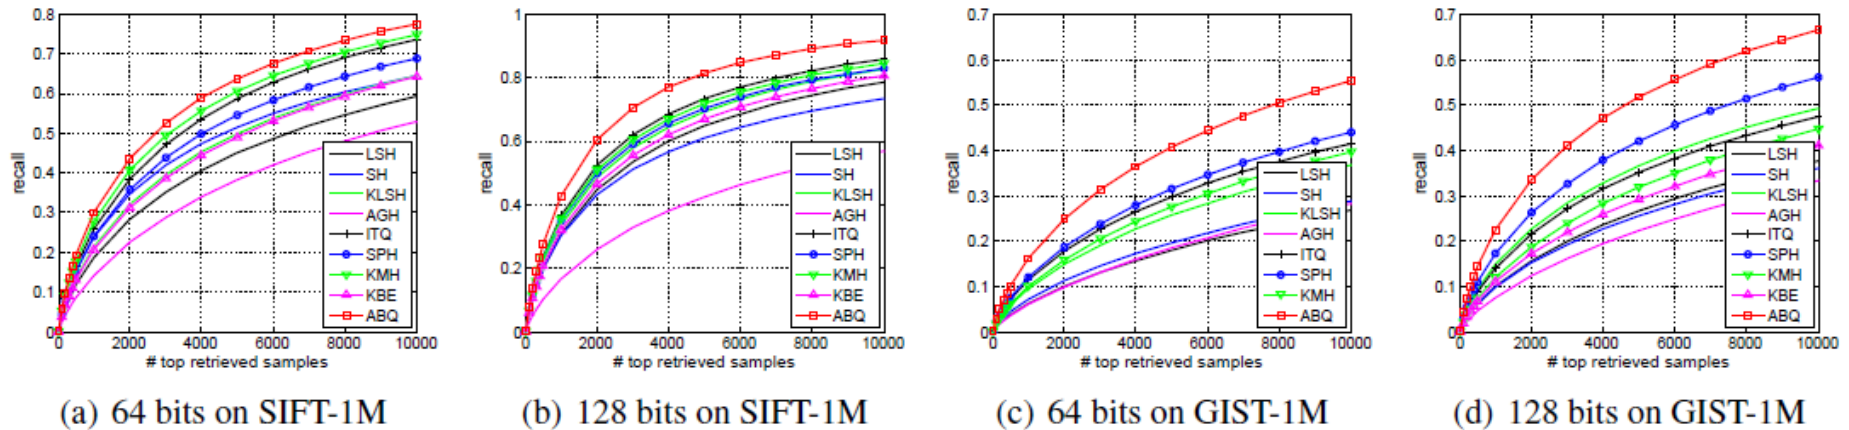 0.8
0.7
0.6
0.5
0.4
0.3
0.2
0.1
0
recall
0 2000 4000 6000 8000 10000
# top retrieved samples
LSH
SH
KLSH
AGH
ITQ
SPH
KMH
KBE
ABQ
(a) 64 bits on SIFT-1M
1
0.8
0.6
0.4
0.2
0
recall
0 2000 4000 6000 8000 10000
# top retrieved samples
LSH
SH
KLSH
AGH
ITQ
SPH
KMH
KBE
ABQ
(b) 128 bits on SIFT-1M
0.7
0.6
0.5
0.4
0.3
0.2
0.1
0
recall
0 2000 4000 6000 8000 10000
# top retrieved samples
LSH
SH
KLSH
AGH
ITQ
SPH
KMH
ABQ
(c) 64 bits on GIST-1M
0.7
0.6
0.5
0.4
0.3
0.2
0.1
0
recall
0 2000 4000 6000 8000 10000
# top retrieved samples
LSH
SH
KLSH
AGH
ITQ
SPH
KMH
KBE
ABQ
(d) 128 bits on GIST-1M